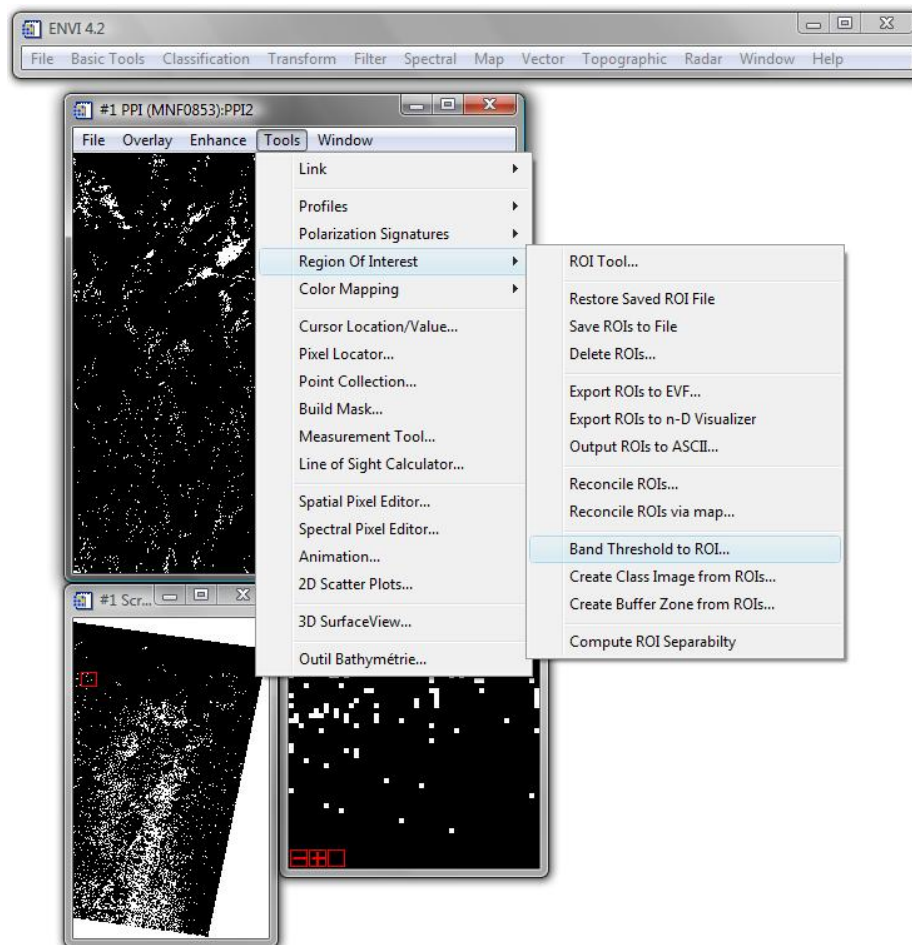 ENVI 4.2
File Basic Tools Classification Transform Filter Spectral Map Vector Topographic Radar Window Help
#1 PPI (MNF0853):PPI2
File Overlay Enhance Tools Window
Link
Profiles
Polarization Signatures
Region Of Interest
Color Mapping
Cursor Location/Value...
Pixel Locator...
Point Collection...
Build Mask...
Measurement Tool...
Line of Sight Calculator...
Spatial Pixel Editor...
Spectral Pixel Editor...
Animation...
2D Scatter Plots...
3D SurfaceView...
Outil Bathymétrie...
ROI Tool...
Restore Saved ROI File
Save ROIs to File
Delete ROIs...
Export ROIs to EVF...
Export ROIs to n-D Visualizer
Output ROIs to ASCII...
Reconcile ROIs...
Reconcile ROIs via map...
Band Threshold to ROI...
Create Class Image from ROIs...
Create Buffer Zone from ROIs...
Compute ROI Separabilty
#1 Scr...